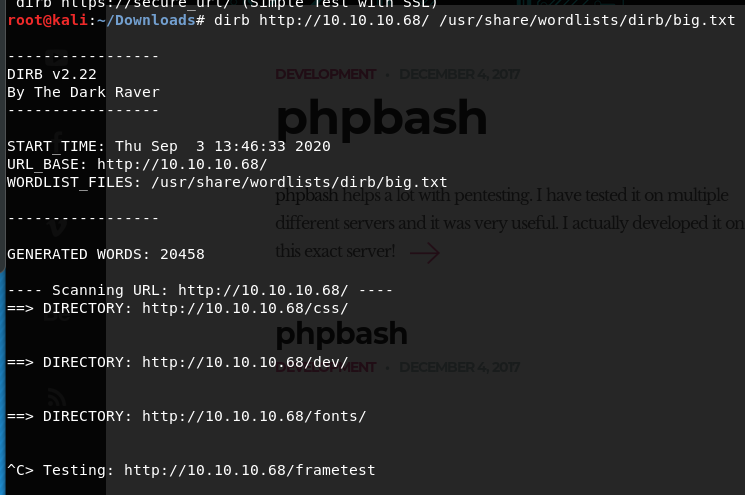 dirb https://secure_url/ (Simple Test with SSL)
root@kali:~/Downloads# dirb http://10.10.10.68/ /usr/share/wordlists/dirb/big.txt
-----------------
DIRB v2.22
By The Dark Raver
-----------------
START_TIME: Thu Sep  3 13:46:33 2020
URL_BASE: http://10.10.10.68/
WORDLIST_FILES: /usr/share/wordlists/dirb/big.txt
-----------------
GENERATED WORDS: 20458
---- Scanning URL: http://10.10.10.68/ ----
==> DIRECTORY: http://10.10.10.68/css/
==> DIRECTORY: http://10.10.10.68/dev/
==> DIRECTORY: http://10.10.10.68/fonts/
^C> Testing: http://10.10.10.68/frametest
DEVELOPMENT • DECEMBER 4, 2017
phpbash
phpbash helps a lot with pentesting. I have tested it on multiple
different servers and it was very useful. I actually developed it on
this exact server!
phpbash
DEVELOPMENT • DECEMBER 4, 2017